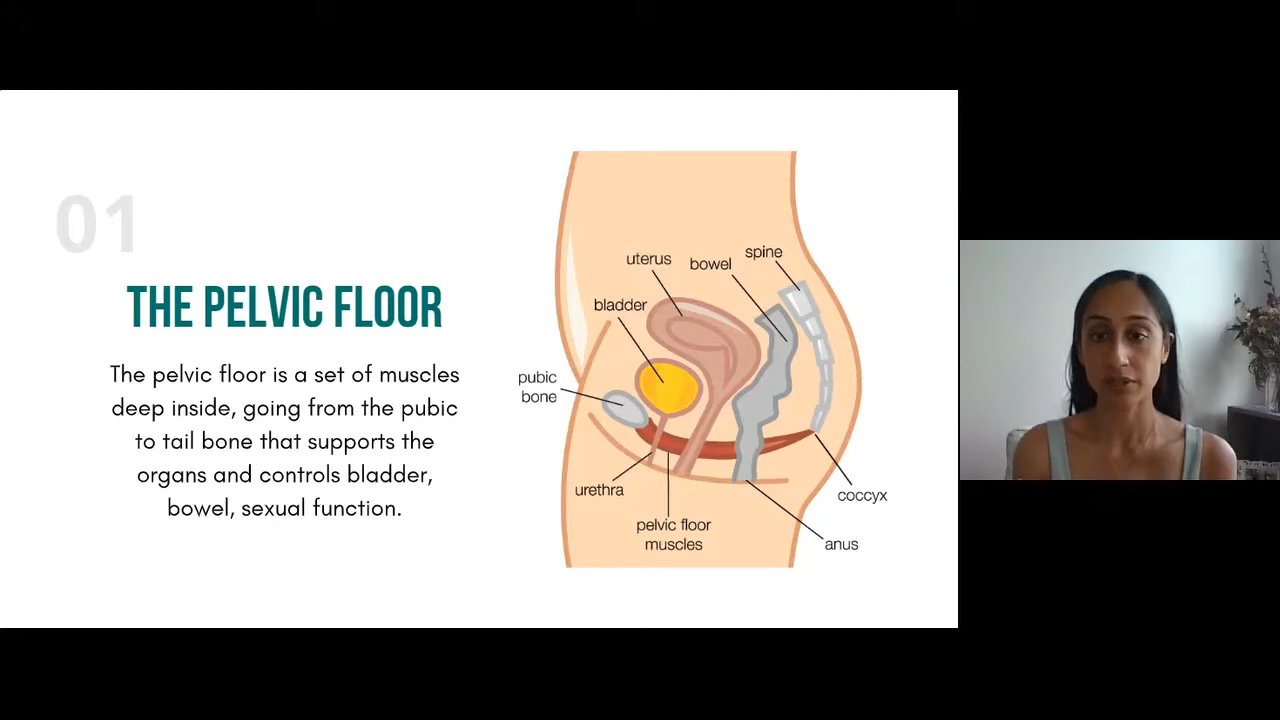 01
THE PELVIC FLOOR
The pelvic floor is a set of muscles
deep inside, going from the pubic
to tail bone that supports the
organs and controls bladder,
bowel, sexual function.
spine
uterus
bowel
bladder
pubic
bone
urethra
coccyx
pelvic floor
muscles
anus